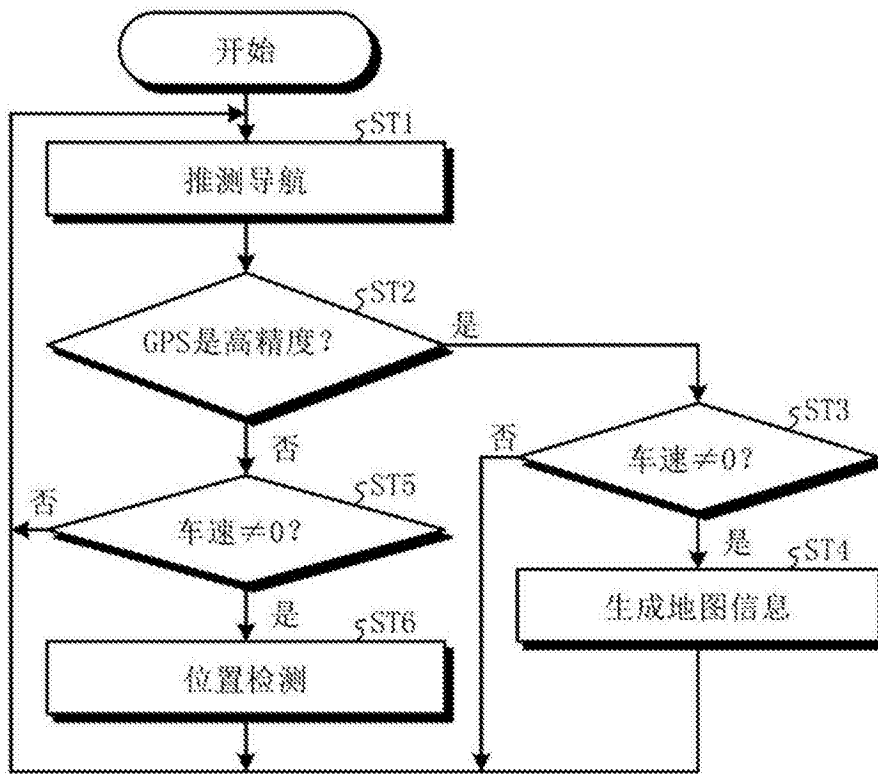 开始
ST1
推测导航
ST2
GPS是高精度？
是
否
ST3
车速≠0？
否
是
ST5
车速≠0？
否
是
ST4
生成地图信息
ST6
位置检测